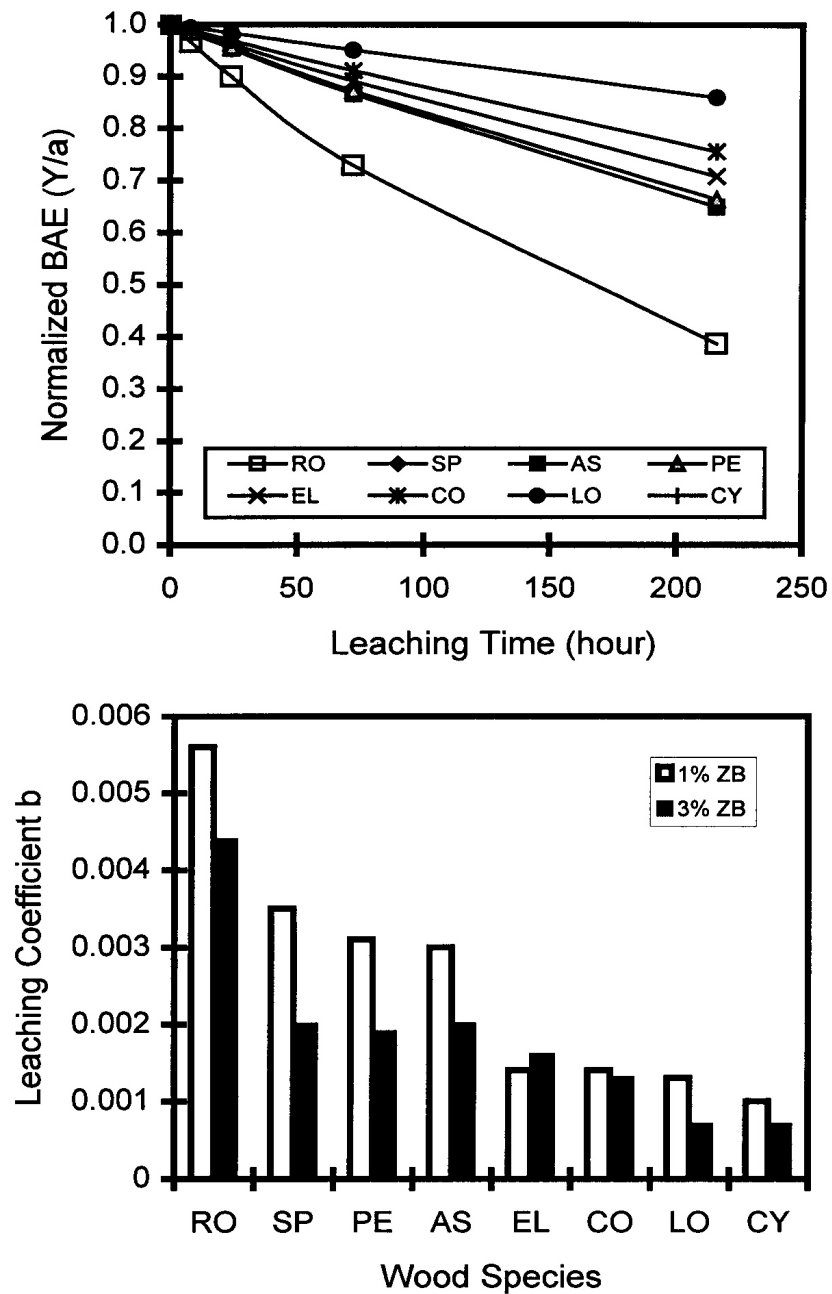 Normalized BAE (Y/a)
1.0
0.9
0.8
0.7
0.6
0.5
0.4
0.3
0.2
0.1
0.0
RO SP AS PE
EL CO LO CY
0 50 100 150 200 250
Leaching Time (hour)
Leaching Coefficient b
0.006
0.005
0.004
0.003
0.002
0.001
0
1% ZB
3% ZB
RO SP PE AS EL CO LO CY
Wood Species